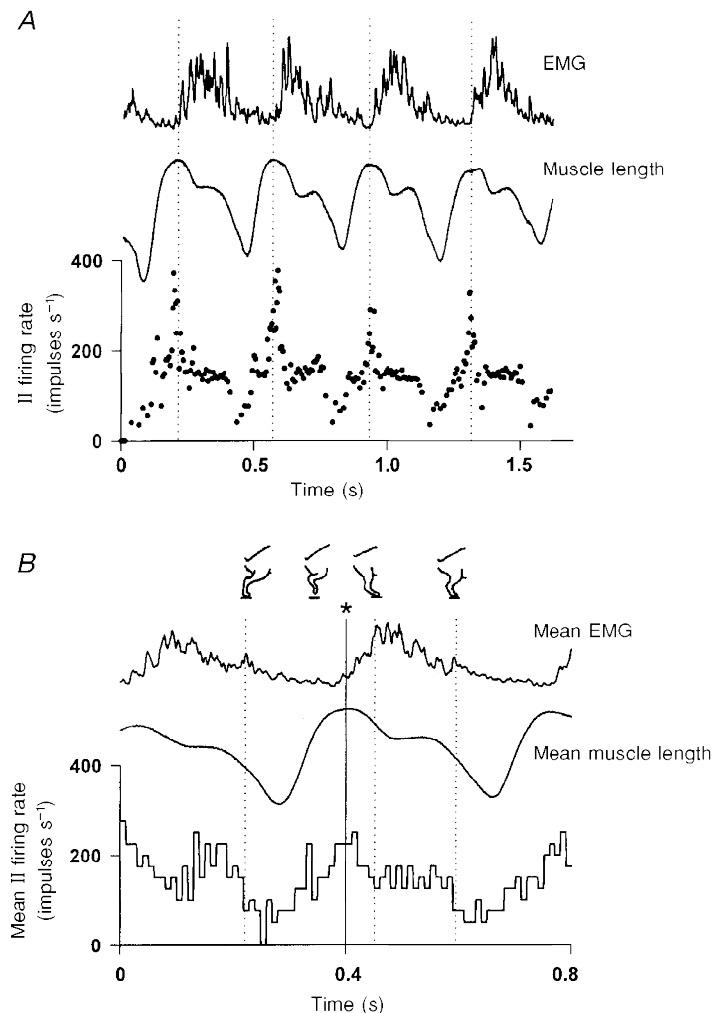 A
EMG
Muscle length
II firing rate
(impulses s⁻¹)
400
200
0
0
0.5
1.0
1.5
Time (s)
B
*
Mean EMG
Mean muscle length
Mean II firing rate
(impulses s⁻¹)
400
200
0
0
0.4
0.8
Time (s)